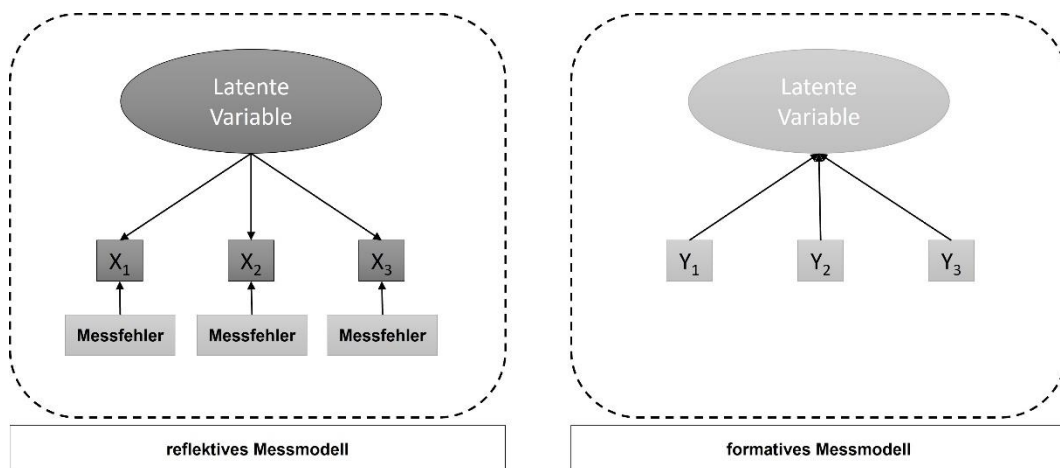 Latente
Variable
X₁ X₂ X₃
Messfehler Messfehler Messfehler
reflektives Messmodell
Latente
Variable
Y₁ Y₂ Y₃
formatives Messmodell